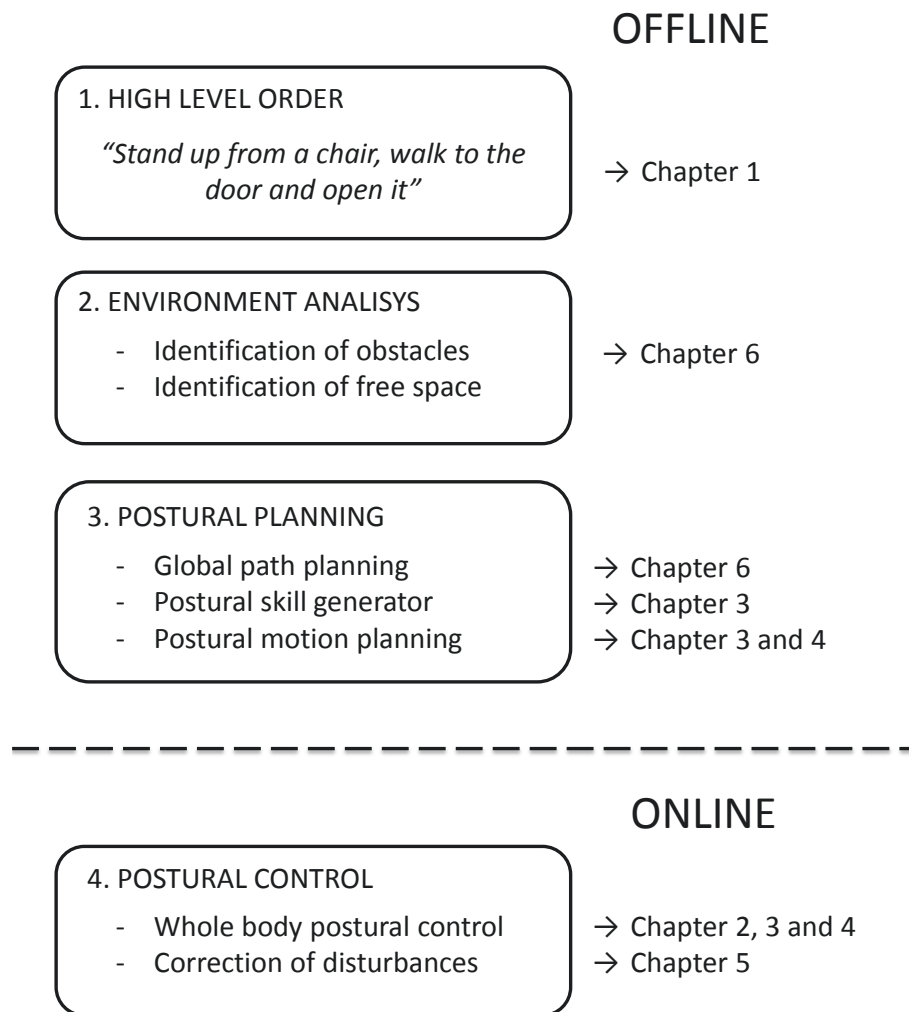 OFFLINE
1. HIGH LEVEL ORDER
“Stand up from a chair, walk to the
door and open it”
→ Chapter 1
2. ENVIRONMENT ANALISYS
- Identification of obstacles
- Identification of free space
→ Chapter 6
3. POSTURAL PLANNING
- Global path planning → Chapter 6
- Postural skill generator → Chapter 3
- Postural motion planning → Chapter 3 and 4
ONLINE
4. POSTURAL CONTROL
- Whole body postural control → Chapter 2, 3 and 4
- Correction of disturbances → Chapter 5